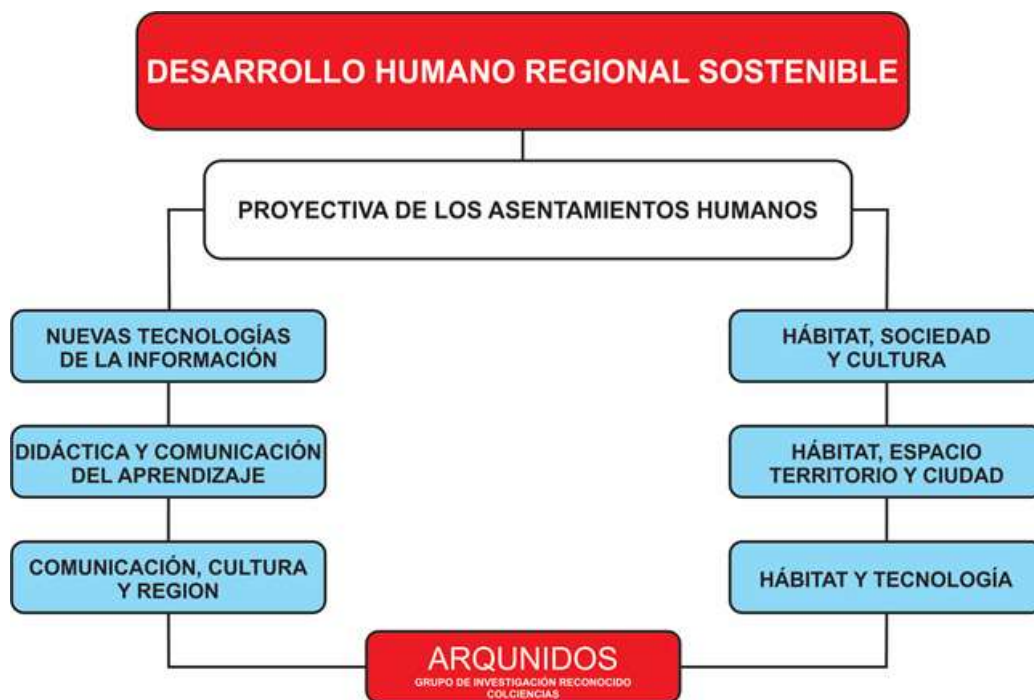 DESARROLLO HUMANO REGIONAL SOSTENIBLE
PROYECTIVA DE LOS ASENTAMIENTOS HUMANOS
NUEVAS TECNOLOGÍAS
DE LA INFORMACIÓN
DIDÁCTICA Y COMUNICACIÓN
DEL APRENDIZAJE
COMUNICACIÓN, CULTURA
Y REGION
HÁBITAT, SOCIEDAD
Y CULTURA
HÁBITAT, ESPACIO
TERRITORIO Y CIUDAD
HÁBITAT Y TECNOLOGÍA
ARQUNIDOS
GRUPO DE INVESTIGACIÓN RECONOCIDO
COLCIENCIAS